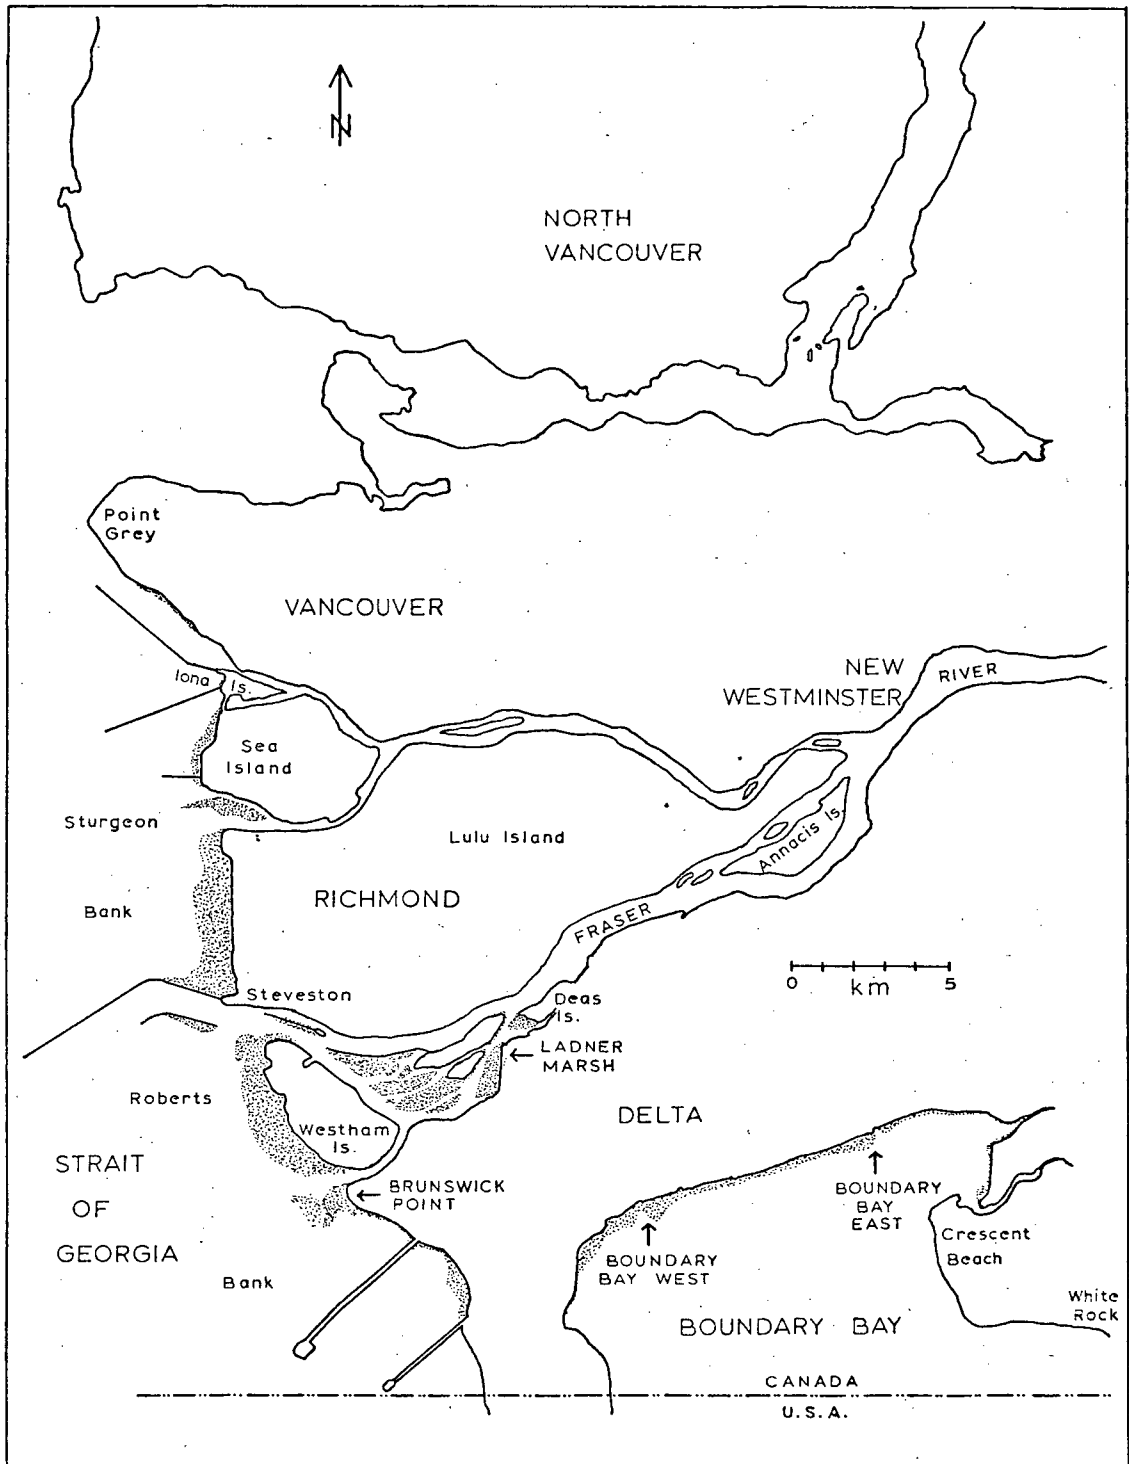 N
NORTH
VANCOUVER
Point
Grey
VANCOUVER
Iona Is.
NEW
WESTMINSTER
RIVER
Sea
Island
Sturgeon
Lulu Island
Annacis Is.
RICHMOND
Bank
FRASER
0 5
km
Steveston
Deas
Is.
LADNER
MARSH
Roberts
DELTA
Westham
Is.
STRAIT
OF
GEORGIA
BRUNSWICK
POINT
BOUNDARY
BAY
EAST
Crescent
Beach
BOUNDARY
BAY WEST
Bank
White
Rock
BOUNDARY BAY
CANADA
U.S.A.